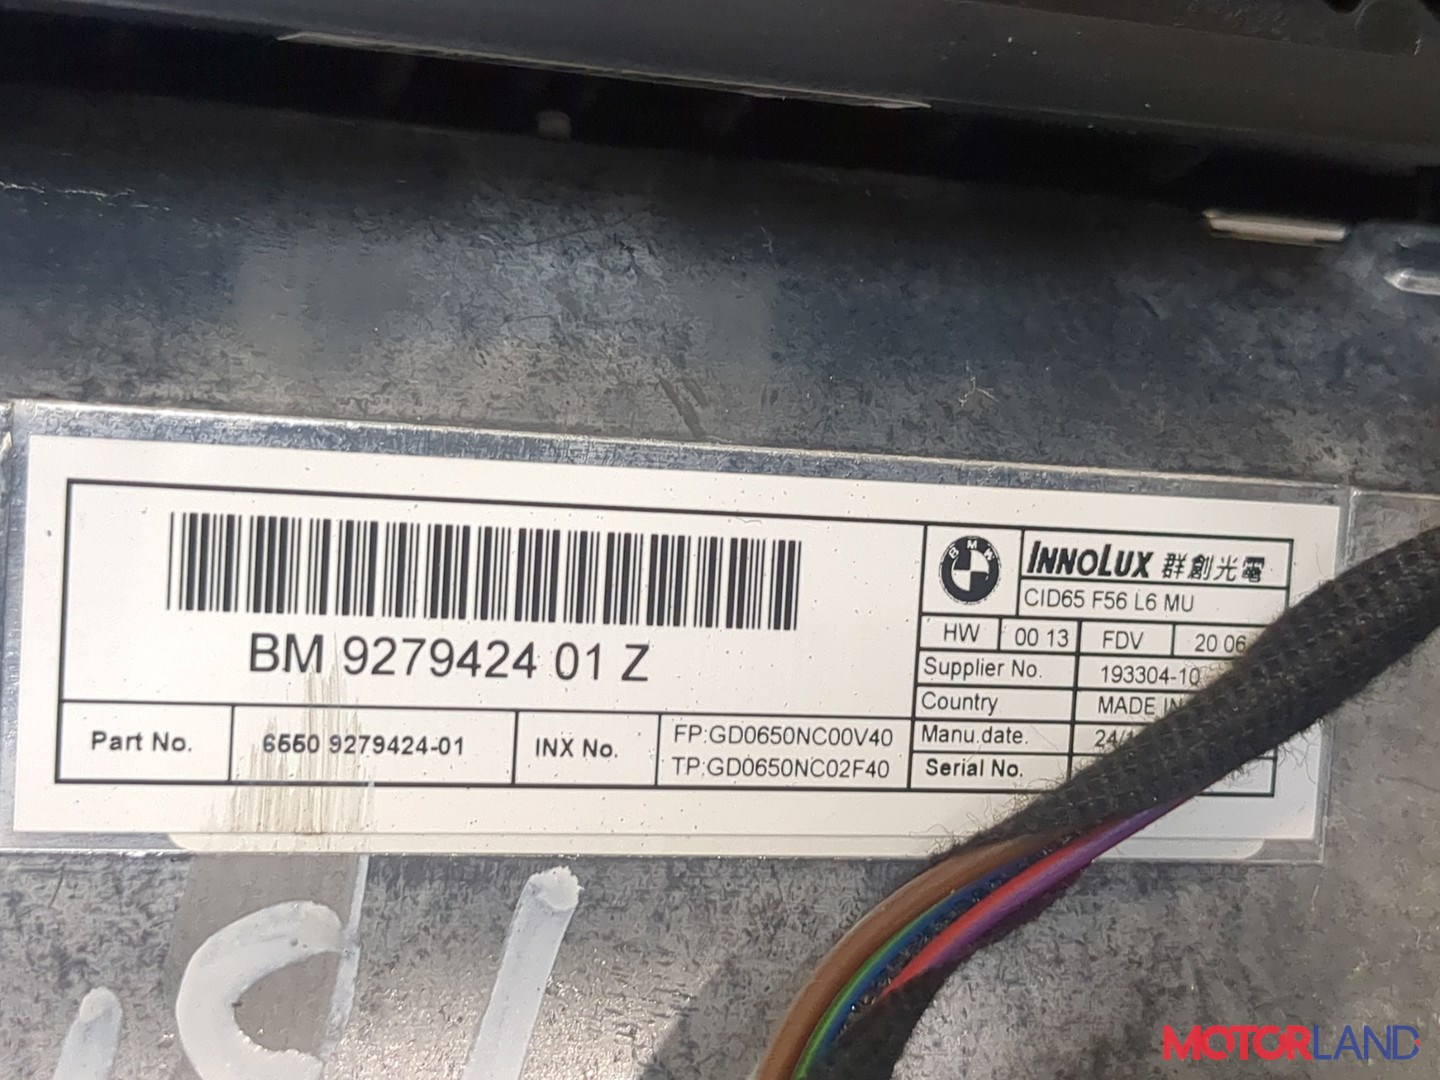 BM 9279424 01 Z
Part No.
6550 9279424-01
INX No.
FP:GD0650NC00V40
TP:GD0650NC02F40
BMW
INNOLUX 群創光電
CID65 F56 L6 MU
HW
00 13
FDV
20 06
Supplier No.
193304-10
Country
MADE IN
Manu.date.
24/1
Serial No.
MOTORLAND